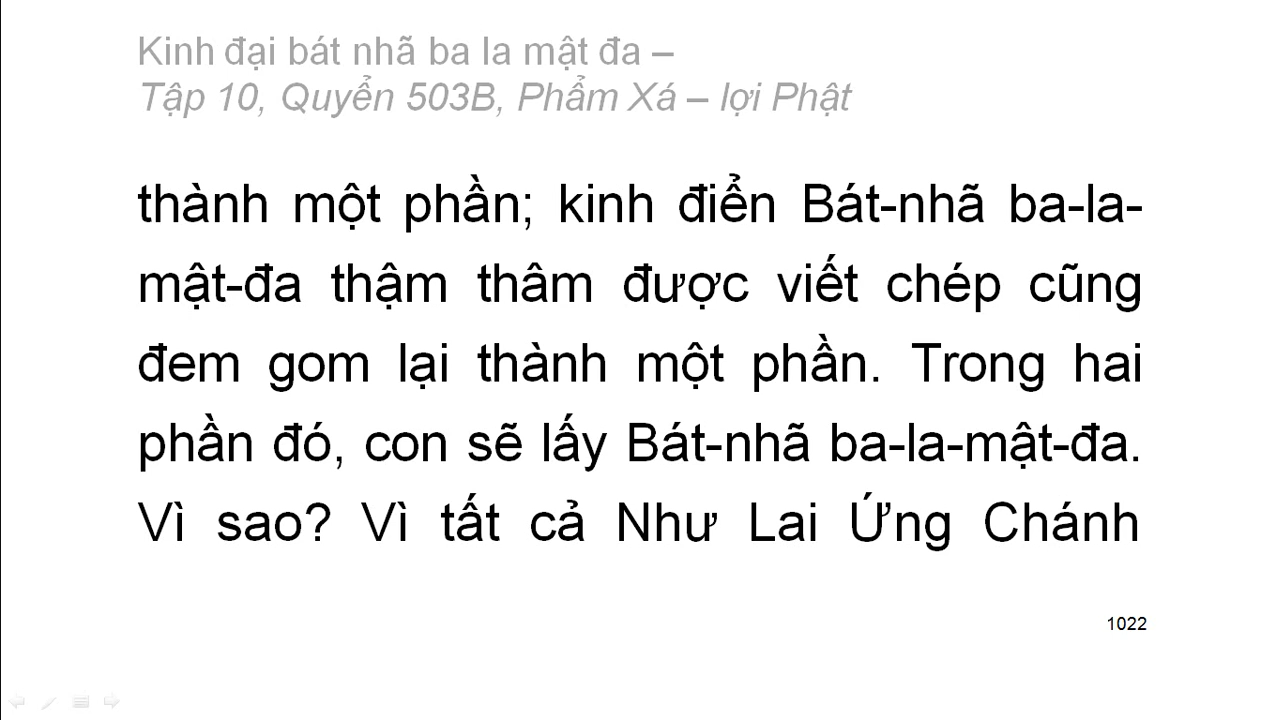 Kinh đại bát nhã ba la mật đa –
Tập 10, Quyển 503B, Phẩm Xá – lợi Phật
thành một phần; kinh điển Bát-nhã ba-la-
mật-đa thậm thâm được viết chép cũng
đem gom lại thành một phần. Trong hai
phần đó, con sẽ lấy Bát-nhã ba-la-mật-đa.
Vì sao? Vì tất cả Như Lai Ứng Chánh
1022